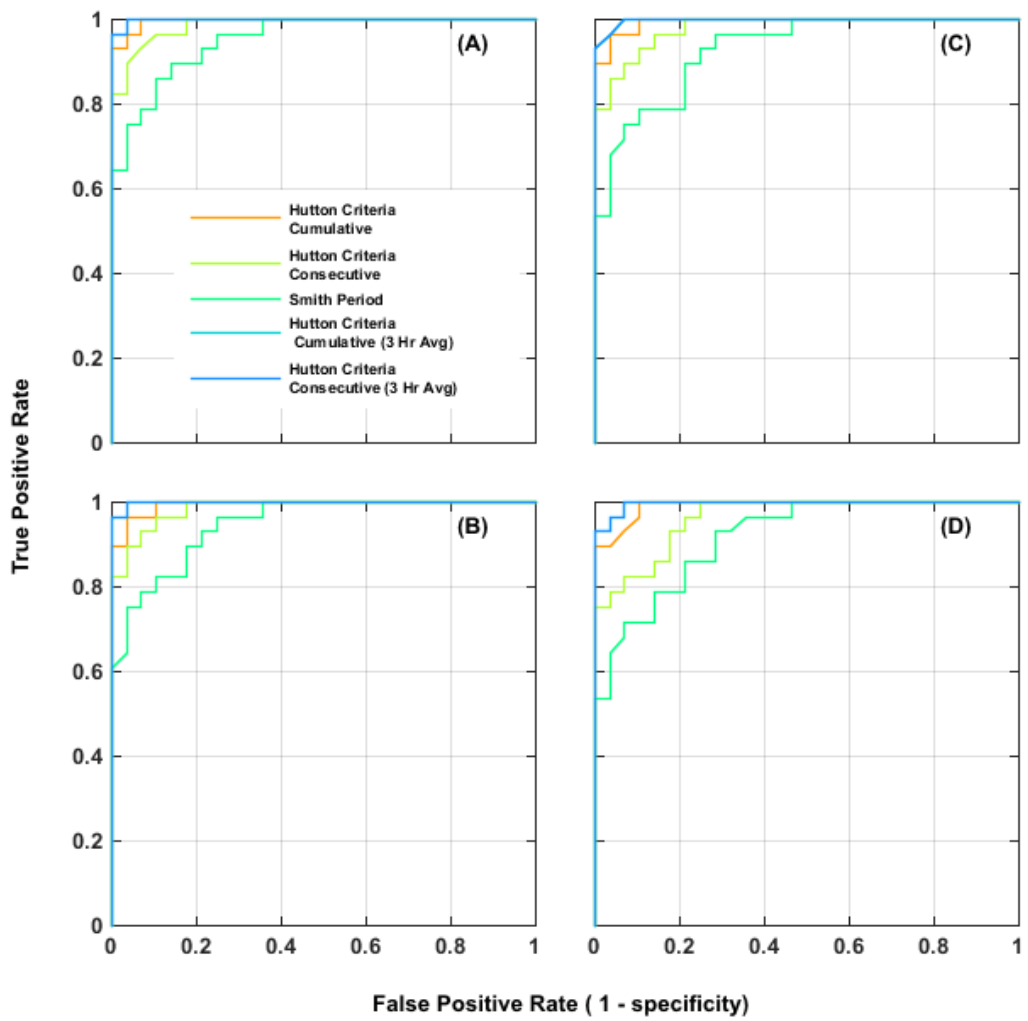 True Positive Rate
1
0.8
0.6
0.4
0.2
0
(A)
Hutton Criteria
Cumulative
Hutton Criteria
Consecutive
Smith Period
Hutton Criteria
Cumulative (3 Hr Avg)
Hutton Criteria
Consecutive (3 Hr Avg)
(C)
1
0.8
0.6
0.4
0.2
0
(B)
0 0.2 0.4 0.6 0.8 1
(D)
0 0.2 0.4 0.6 0.8 1
False Positive Rate ( 1 - specificity)